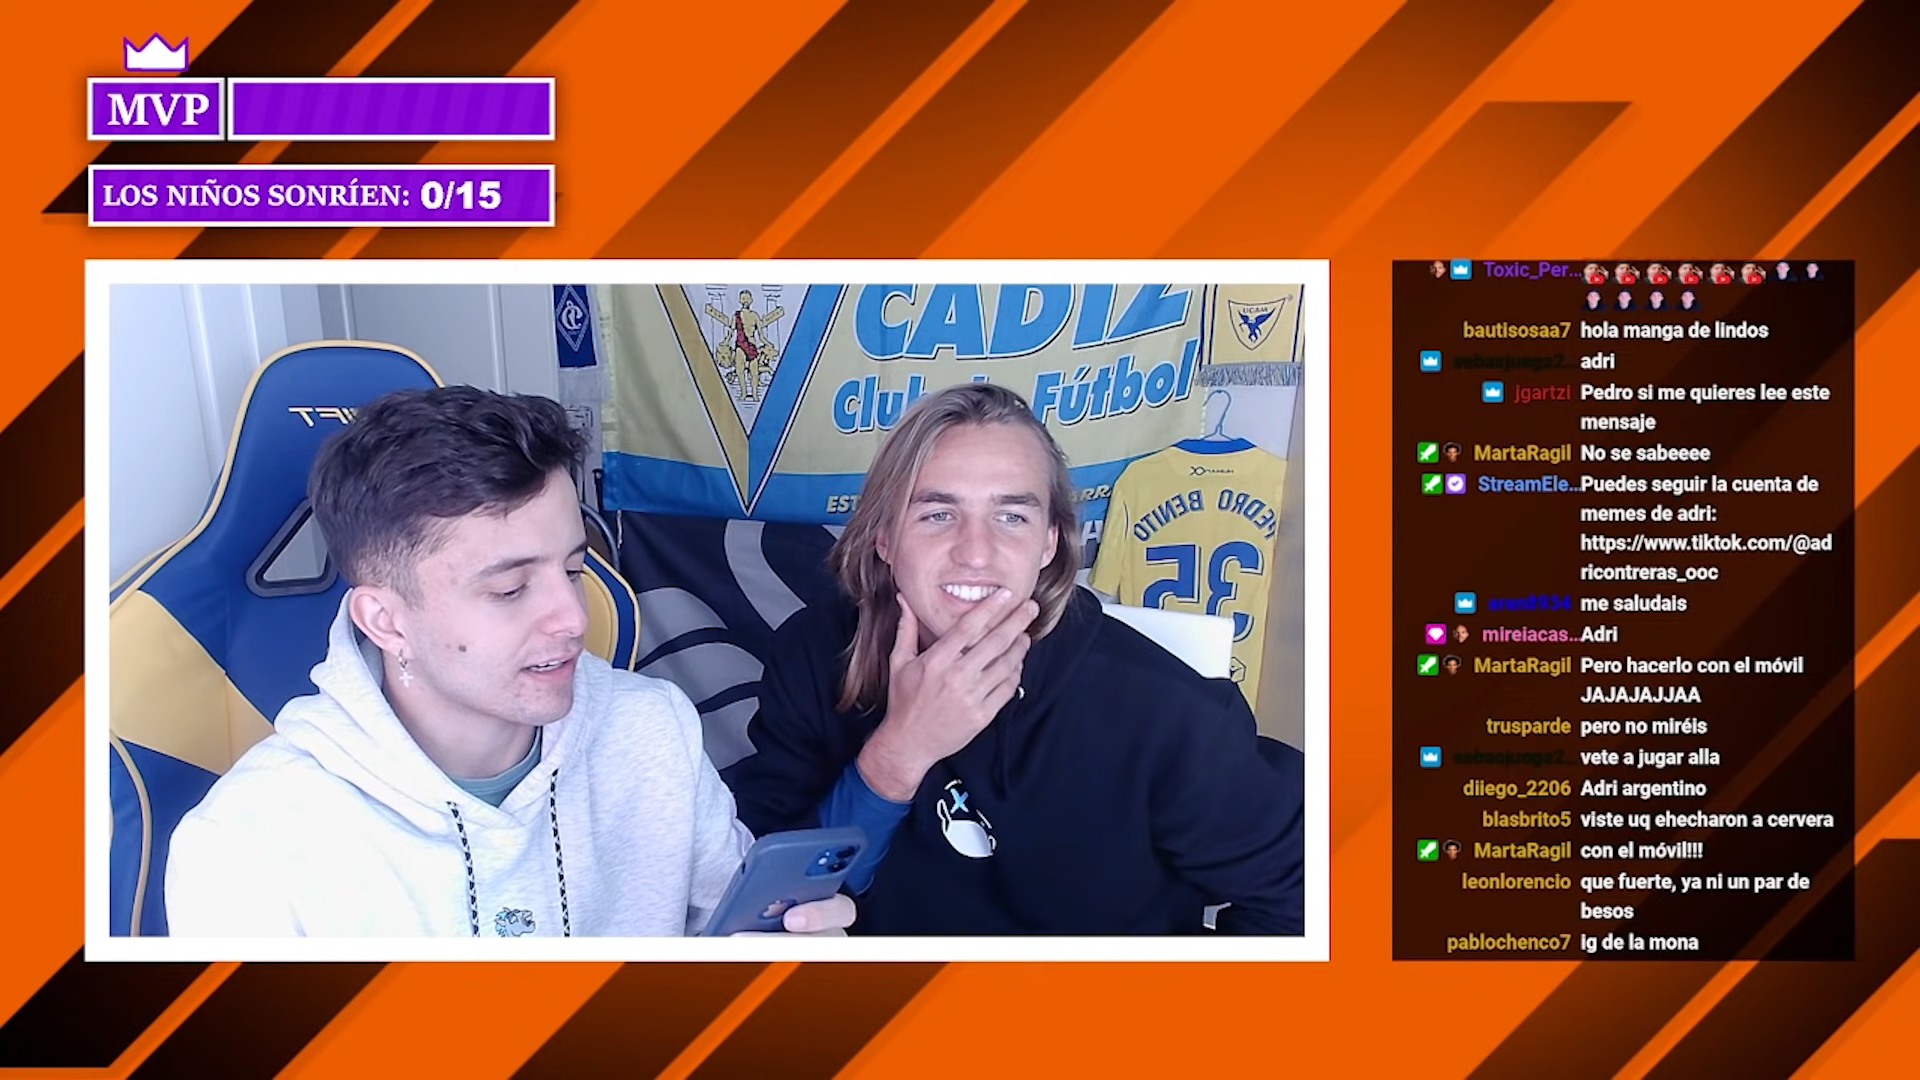 MVP
LOS NIÑOS SONRÍEN: 0/15
CÁDIZ
Club de Fútbol
UCAM
PEDRO BENITO
35
Toxic_Per...
bautisosaa7 hola manga de lindos
adri
jgartzi Pedro si me quieres lee este
mensaje
MartaRagil No se sabeeee
StreamEle... Puedes seguir la cuenta de
memes de adri:
https://www.tiktok.com/@ad
ricontreras_ooc
me saludais
mireiacas... Adri
MartaRagil Pero hacerlo con el móvil
JAJAJAJJAA
trusparde pero no miréis
vete a jugar alla
diiego_2206 Adri argentino
blasbrito5 viste uq ehecharon a cervera
MartaRagil con el móvil!!!
leonlorencio que fuerte, ya ni un par de
besos
pablochenco7 ig de la mona